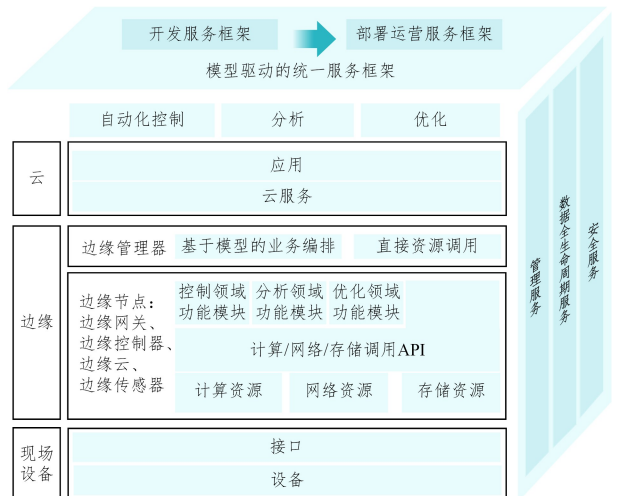 开发服务框架
部署运营服务框架
模型驱动的统一服务框架
自动化控制
分析
优化
云
应用
云服务
边缘
边缘管理器
基于模型的业务编排
直接资源调用
边缘节点：
边缘网关、
边缘控制器、
边缘云、
边缘传感器
控制领域
功能模块
分析领域
功能模块
优化领域
功能模块
计算/网络/存储调用API
计算资源
网络资源
存储资源
现场
设备
接口
设备
管理服务
数据全生命周期服务
安全服务